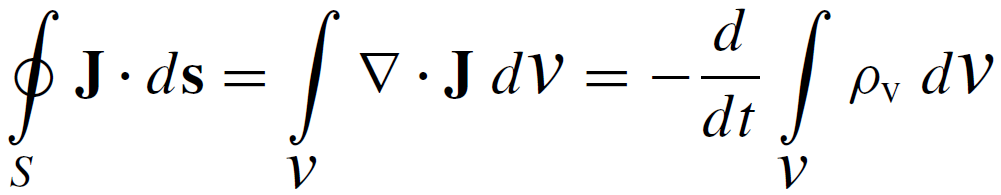 ∮_S 𝐉 · d𝐬 = ∫_𝒱 ∇ · 𝐉 d𝒱 = − d/dt ∫_𝒱 ρ_v d𝒱